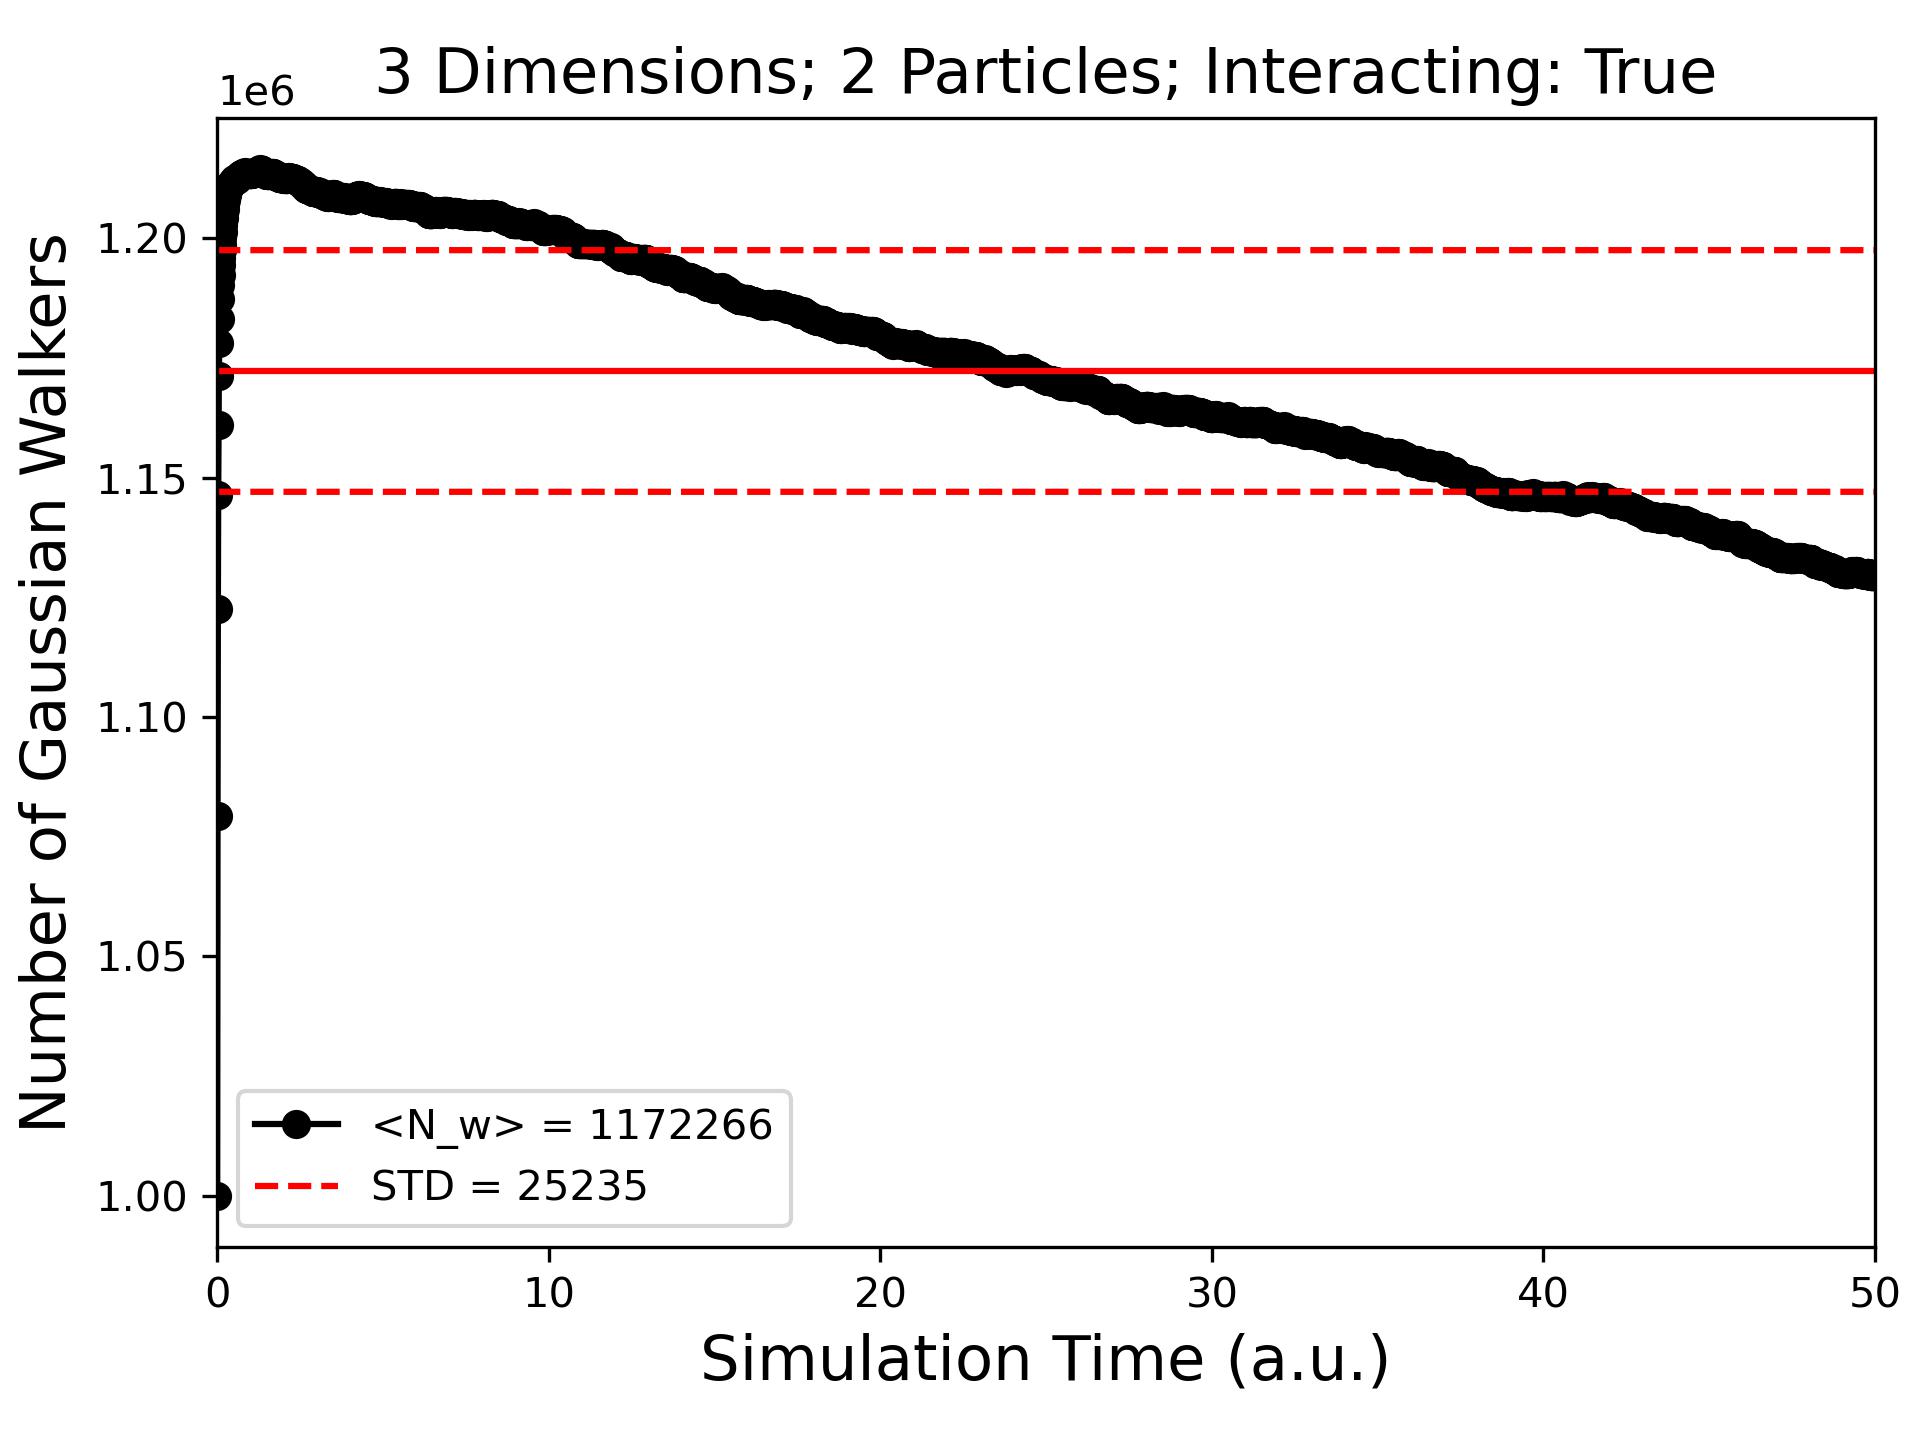 3 Dimensions; 2 Particles; Interacting: True
1e6
Number of Gaussian Walkers
1.20
1.15
1.10
1.05
1.00
<N_w> = 1172266
STD = 25235
0 10 20 30 40 50
Simulation Time (a.u.)